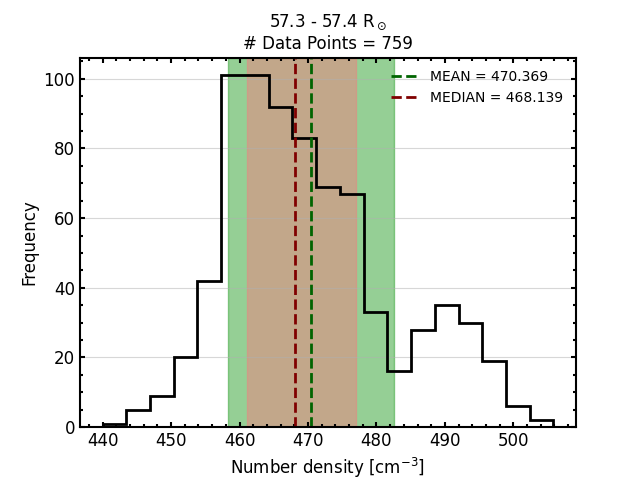 57.3 - 57.4 R⊙
# Data Points = 759
MEAN = 470.369
MEDIAN = 468.139
Frequency
100
80
60
40
20
0
440 450 460 470 480 490 500
Number density [cm⁻³]